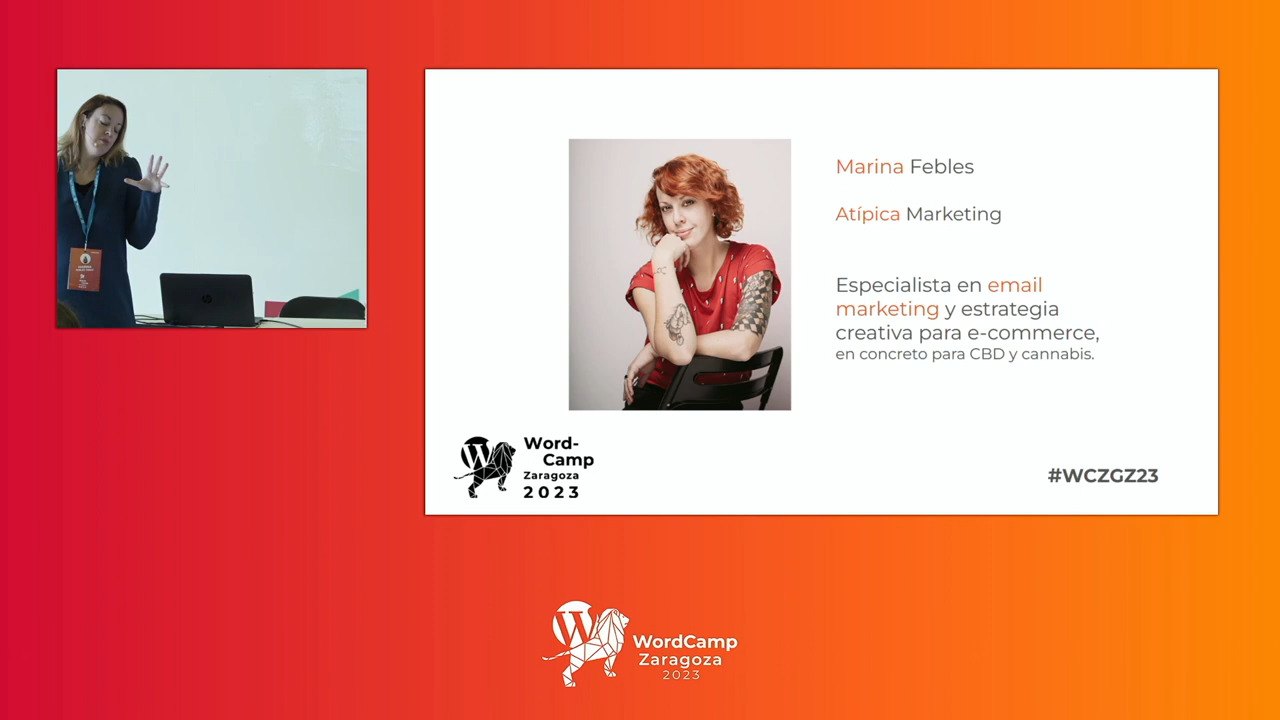 Marina Febles
Atípica Marketing
Especialista en email
marketing y estrategia
creativa para e-commerce,
en concreto para CBD y cannabis.
Word-
Camp
Zaragoza
2023
#WCZGZ23
WordCamp
Zaragoza
2023